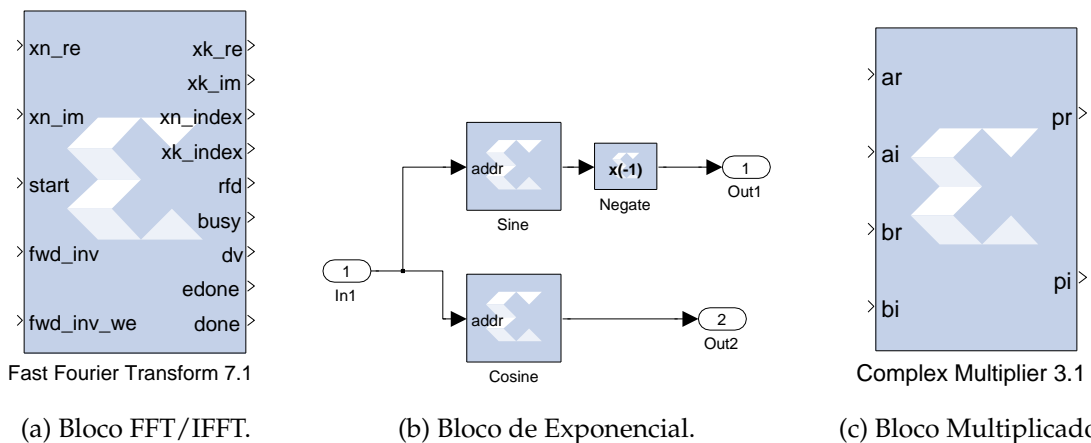 xn_re
xn_im
start
fwd_inv
fwd_inv_we
xk_re
xk_im
xn_index
xk_index
rfd
busy
dv
edone
done
Fast Fourier Transform 7.1
(a) Bloco FFT/IFFT.
1
In1
addr
Sine
x(-1)
Negate
1
Out1
addr
Cosine
2
Out2
(b) Bloco de Exponencial.
ar
ai
br
bi
pr
pi
Complex Multiplier 3.1
(c) Bloco Multiplicado